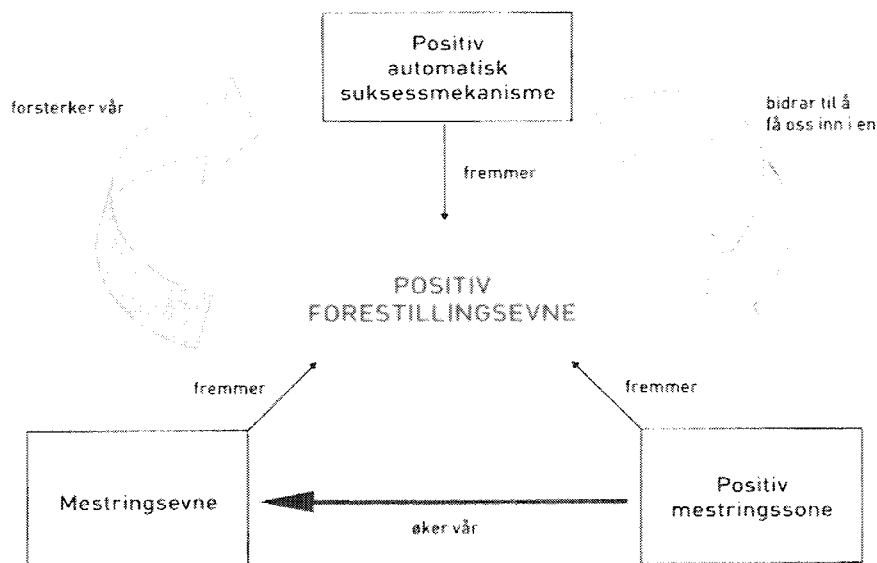 Positiv
automatisk
suksessmekanisme
forsterker vår
bidrar til å
få oss inn i en
fremmer
POSITIV
FORESTILLINGSEVNE
fremmer
fremmer
Mestringsevne
Positiv
mestringssone
øker vår